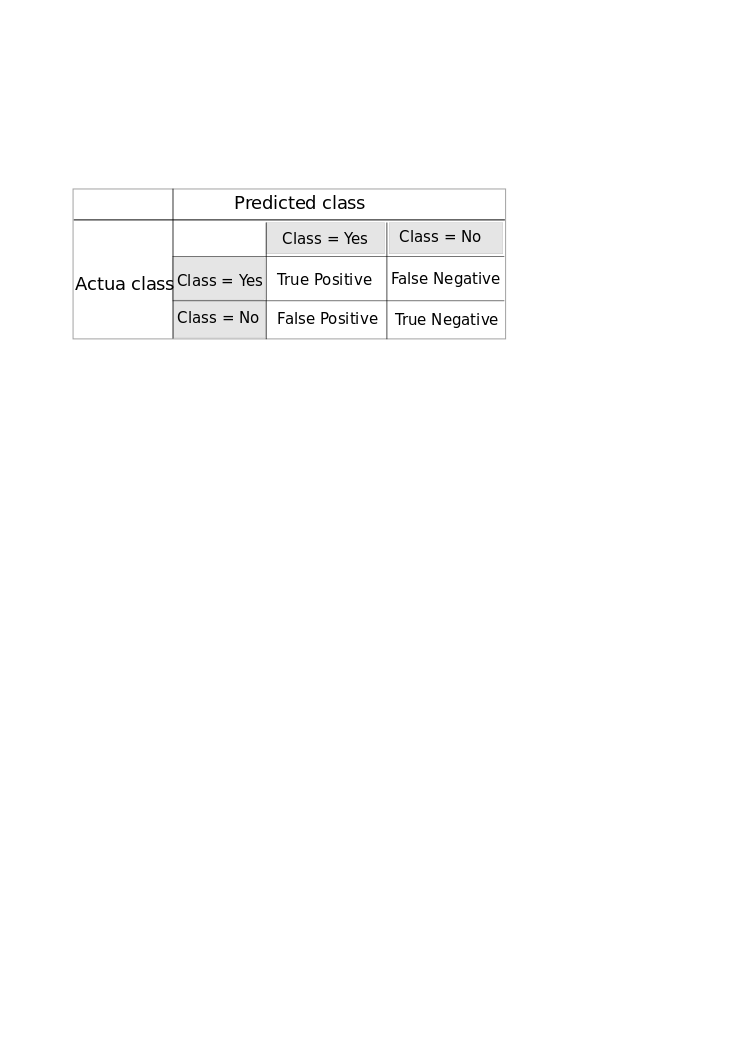 Predicted class
Class = Yes Class = No
Actua class Class = Yes True Positive False Negative
Class = No False Positive True Negative